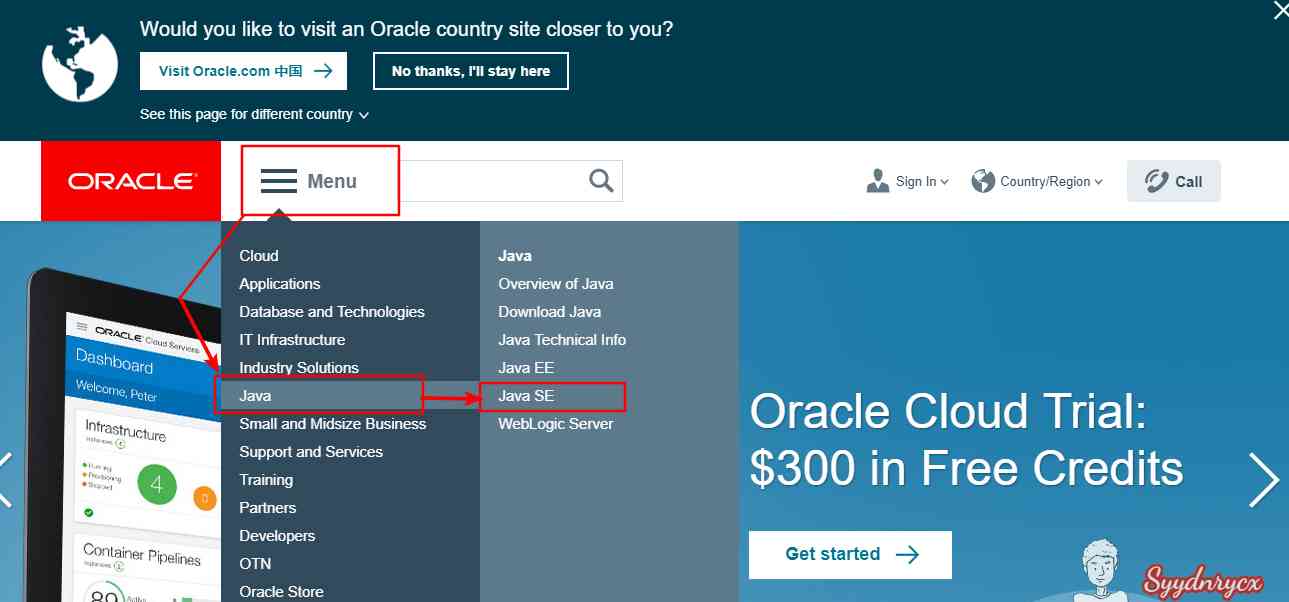 Would you like to visit an Oracle country site closer to you?
Visit Oracle.com 中国
No thanks, I'll stay here
See this page for different country
ORACLE
Menu
Sign In
Country/Region
Call
Cloud
Applications
Database and Technologies
IT Infrastructure
Industry Solutions
Java
Small and Midsize Business
Support and Services
Training
Partners
Developers
OTN
Oracle Store
Java
Overview of Java
Download Java
Java Technical Info
Java EE
Java SE
WebLogic Server
ORACLE Cloud Services
Dashboard
Welcome, Peter
Infrastructure
4
0
Container Pipelines
89
Oracle Cloud Trial:
$300 in Free Credits
Get started
Syydnrycx